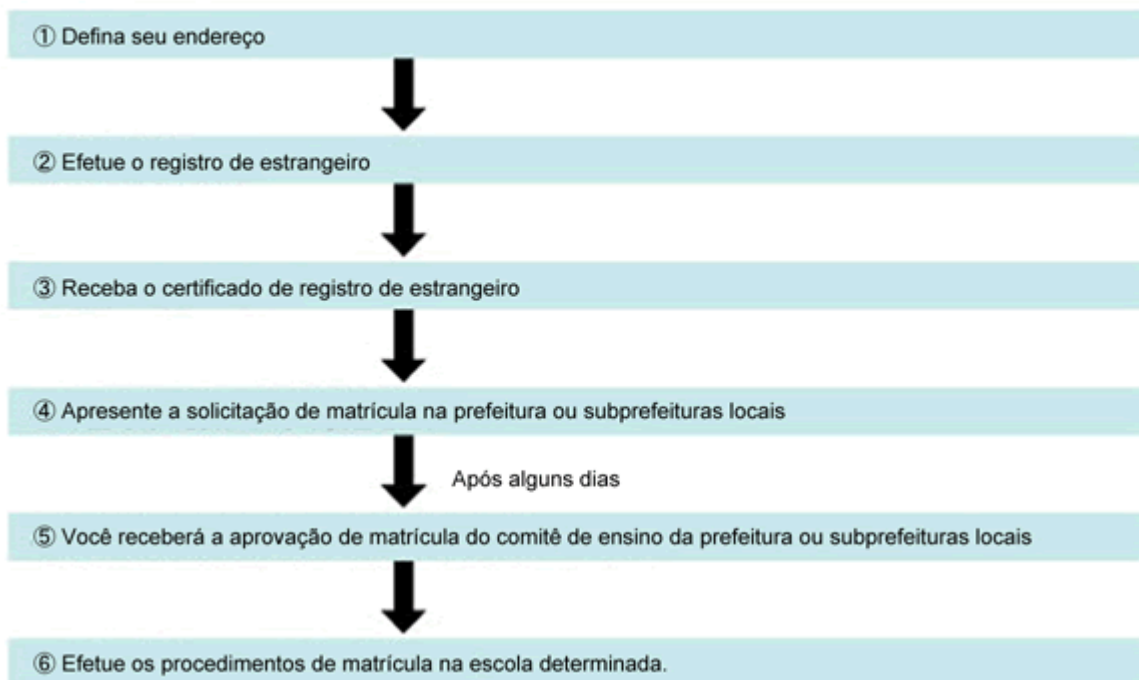 ① Defina seu endereço
② Efetue o registro de estrangeiro
③ Receba o certificado de registro de estrangeiro
④ Apresente a solicitação de matrícula na prefeitura ou subprefeituras locais
Após alguns dias
⑤ Você receberá a aprovação de matrícula do comitê de ensino da prefeitura ou subprefeituras locais
⑥ Efetue os procedimentos de matrícula na escola determinada.